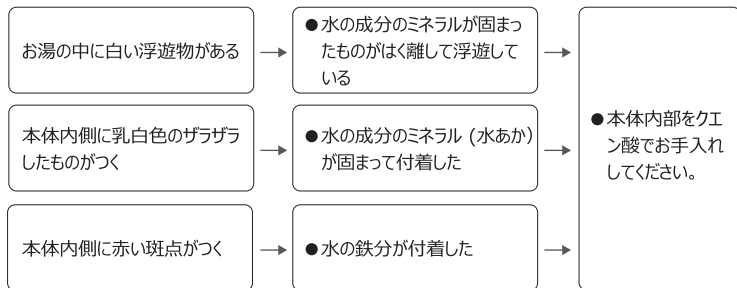 お湯の中に白い浮遊物がある
●水の成分のミネラルが固まっ
たものがはく離して浮遊して
いる
本体内側に乳白色のザラザラ
したものがつく
●水の成分のミネラル (水あか)
が固まって付着した
本体内側に赤い斑点がつく
●水の鉄分が付着した
●本体内部をクエ
ン酸でお手入れ
してください。